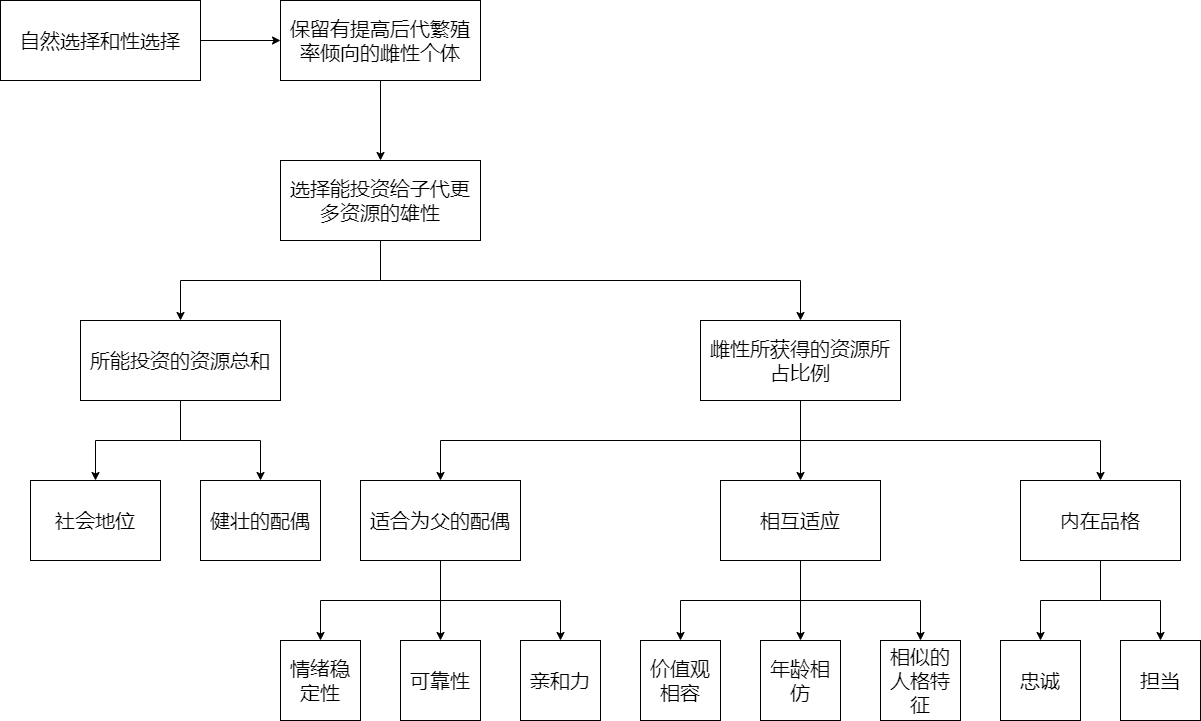 自然选择和性选择
保留有提高后代繁殖
率倾向的雌性个体
选择能投资给子代更
多资源的雄性
所能投资的资源总和
雌性所获得的资源所
占比例
社会地位
健壮的配偶
适合为父的配偶
相互适应
内在品格
情绪稳
定性
可靠性
亲和力
价值观
相容
年龄相
仿
相似的
人格特
征
忠诚
担当